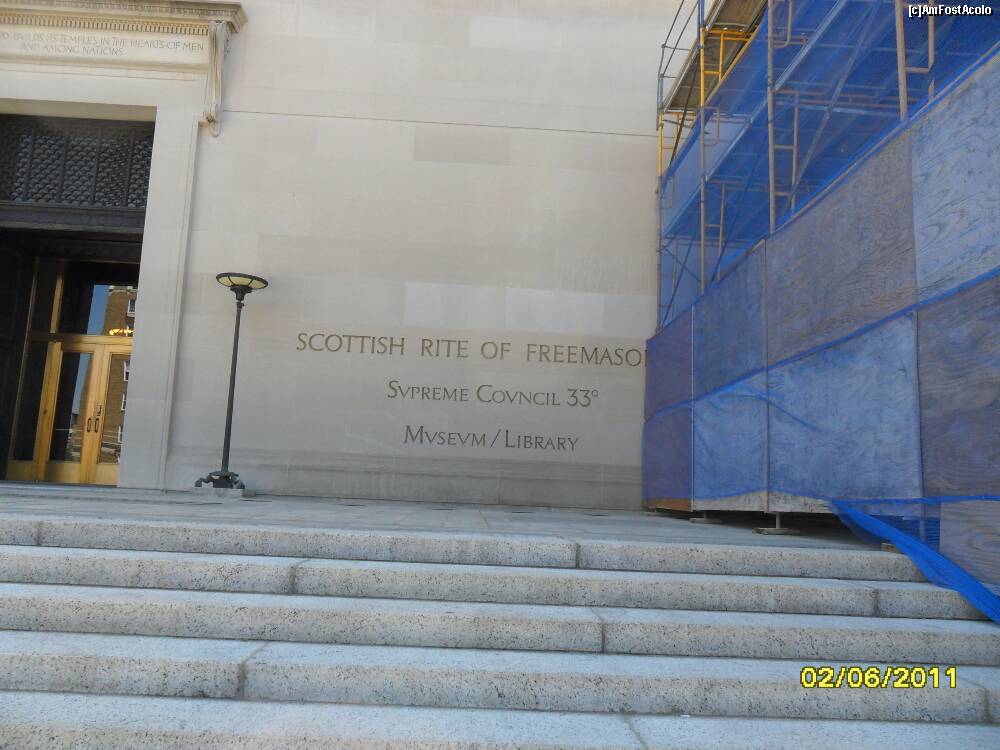 [c]AmFostAcolo
BVILDS ITS TEMPLES IN THE HEARTS OF MEN
AND AMONG NATIONS
SCOTTISH RITE OF FREEMASO
SVPREME COVNCIL 33°
MVSEVM/LIBRARY
02/06/2011